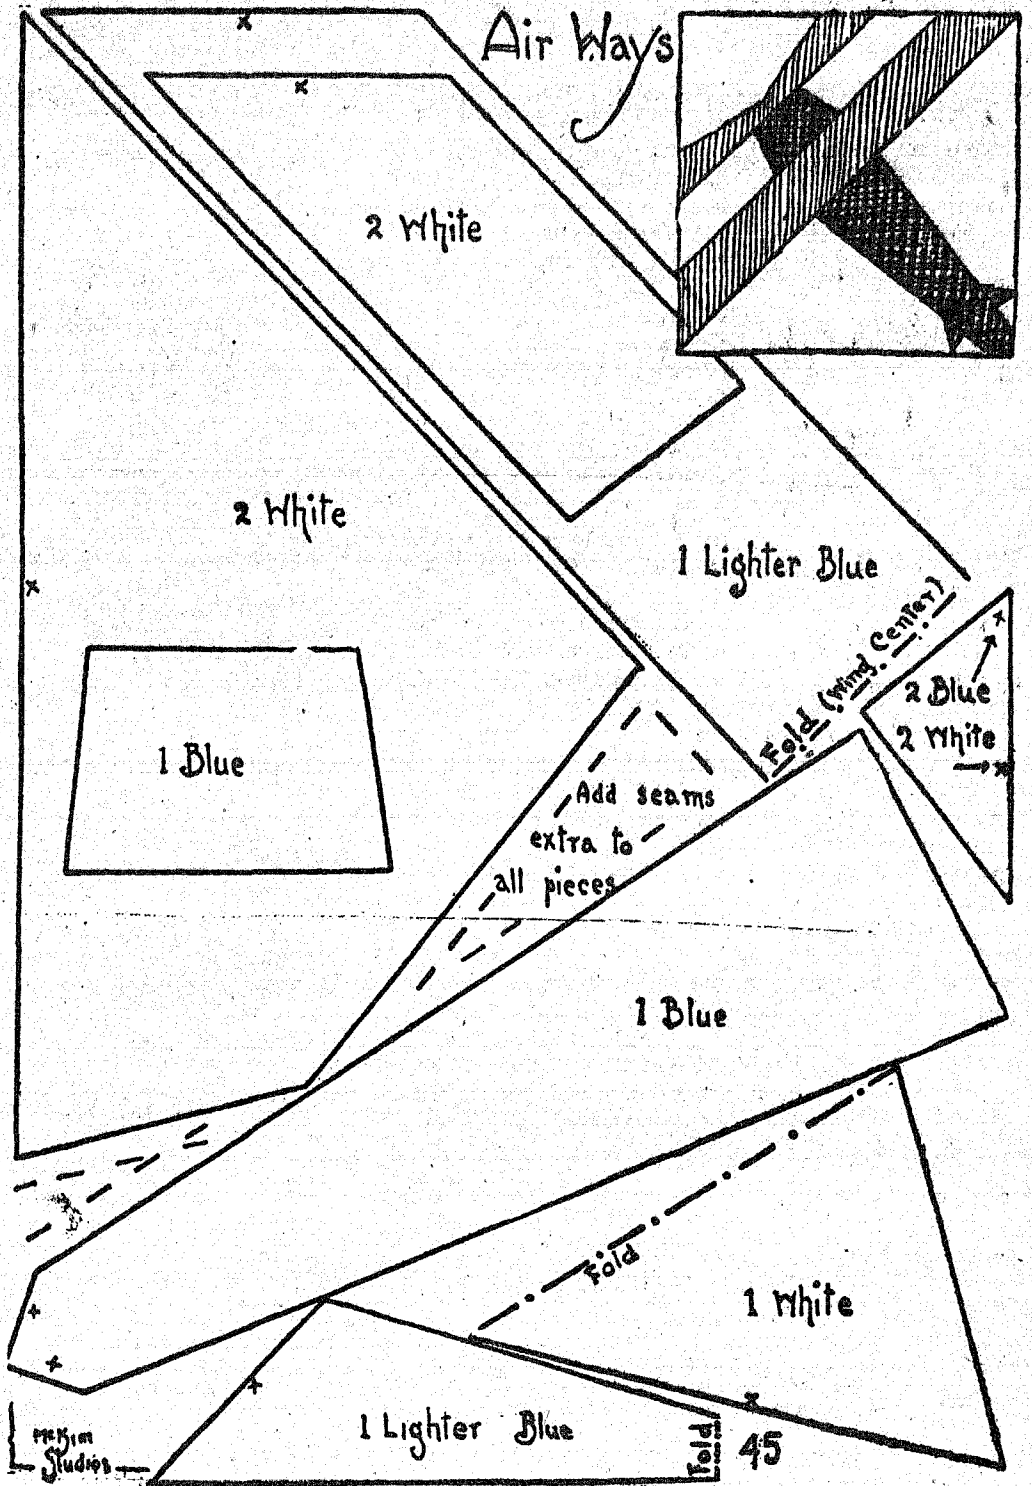 Air Ways
2 White
2 White
1 Lighter Blue
Fold (Wing Center)
2 Blue
2 White
1 Blue
Add seams
extra to
all pieces
1 Blue
Fold
1 White
1 Lighter Blue
Fold
45
McKim
Studios